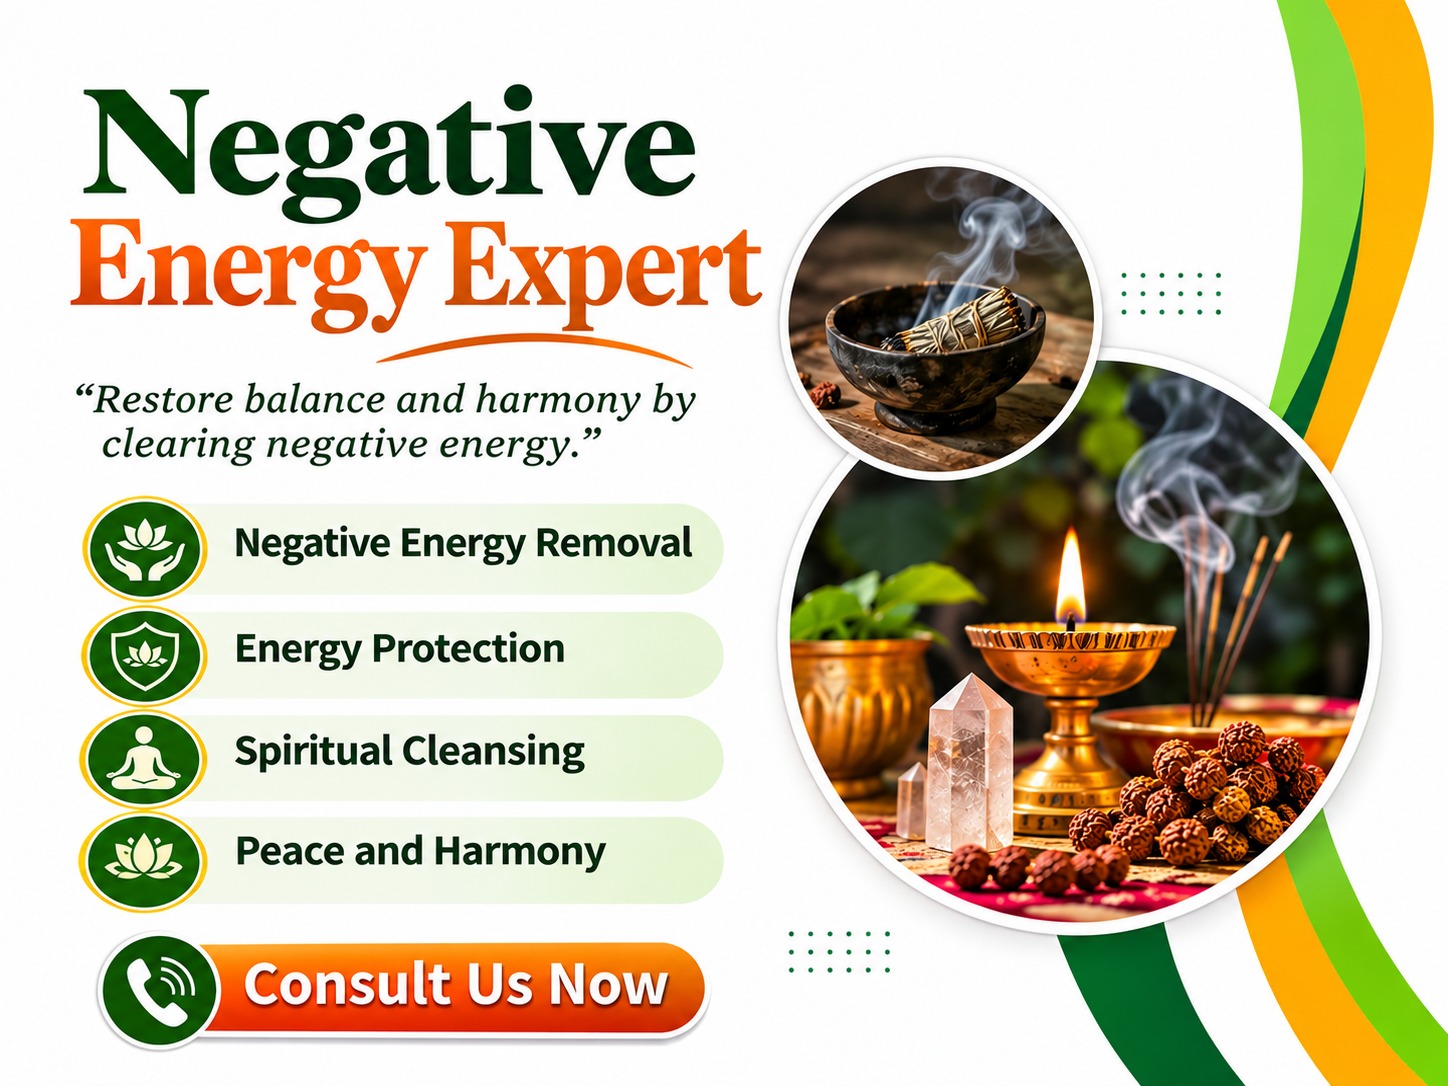 Negative
Energy Expert
“Restore balance and harmony by
clearing negative energy.”
Negative Energy Removal
Energy Protection
Spiritual Cleansing
Peace and Harmony
Consult Us Now